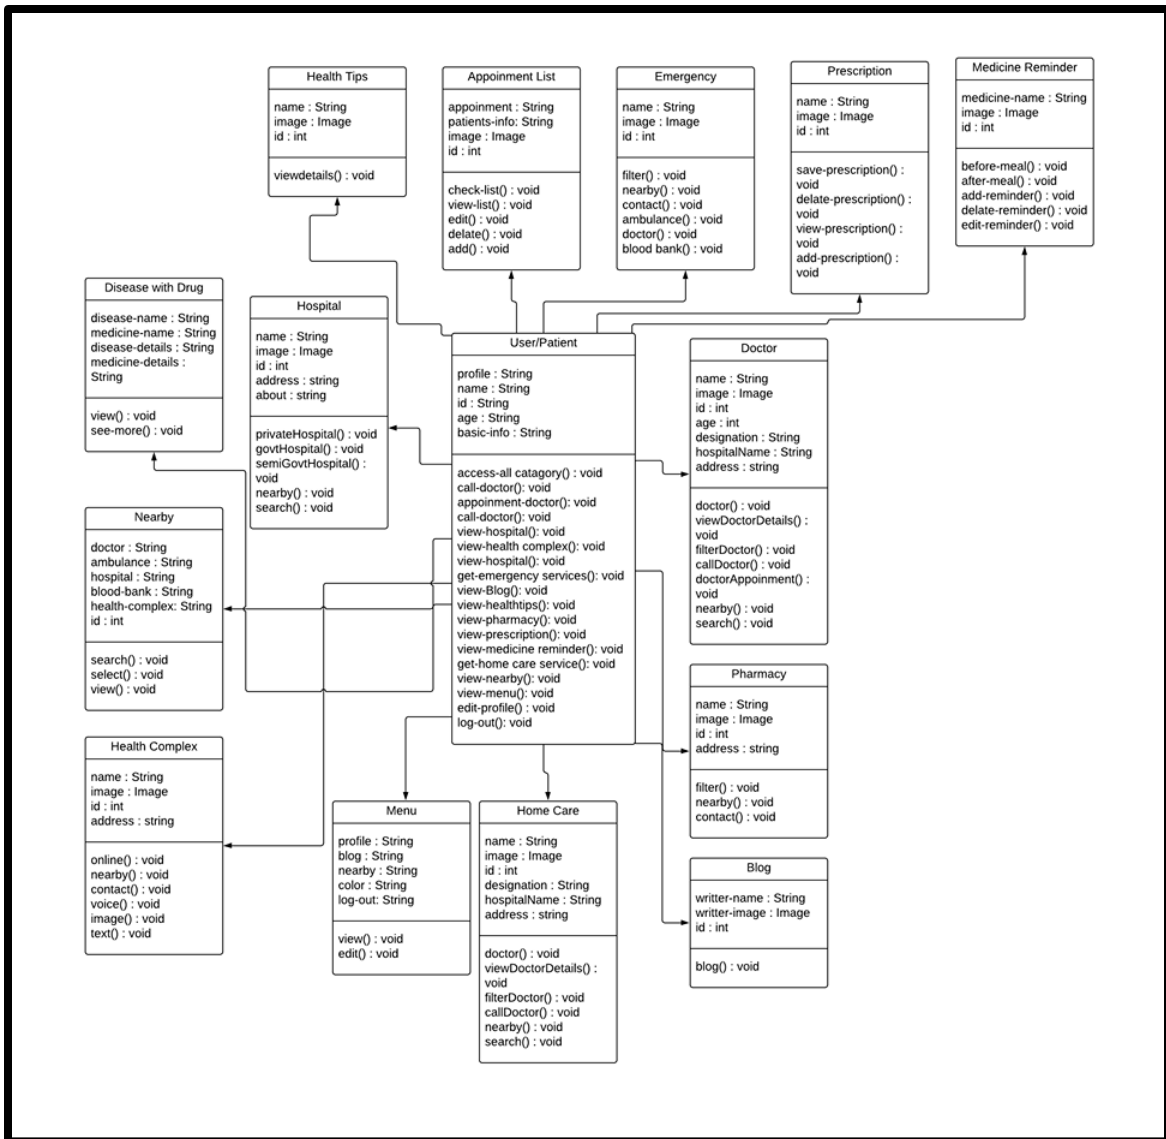 Health Tips
name : String
image : Image
id : int
viewdetails() : void
Appoinment List
appoinment : String
patients-info: String
image : Image
id : int
check-list() : void
view-list() : void
edit() : void
delate() : void
add() : void
Emergency
name : String
image : Image
id : int
filter() : void
nearby() : void
contact() : void
ambulance() : void
doctor() : void
blood bank() : void
Prescription
name : String
image : Image
id : int
save-prescription() :
void
delate-prescription() :
void
view-prescription() :
void
add-prescription() :
void
Medicine Reminder
medicine-name : String
image : Image
id : int
before-meal() : void
after-meal() : void
add-reminder() : void
delate-reminder() : void
edit-reminder() : void
Disease with Drug
disease-name : String
medicine-name : String
disease-details : String
medicine-details :
String
view() : void
see-more() : void
Hospital
name : String
image : Image
id : int
address : string
about : string
privateHospital() : void
govtHospital() : void
semiGovtHospital() :
void
nearby() : void
search() : void
User/Patient
profile : String
name : String
id : String
age : String
basic-info : String
access-all catagory() : void
call-doctor(): void
appoinment-doctor(): void
call-doctor(): void
view-hospital(): void
view-health complex(): void
view-hospital(): void
get-emergency services(): void
view-Blog(): void
view-healthtips(): void
view-pharmacy(): void
view-prescription(): void
view-medicine reminder(): void
get-home care service(): void
view-nearby(): void
view-menu(): void
edit-profile() : void
log-out(): void
Doctor
name : String
image : Image
id : int
age : int
designation : String
hospitalName : String
address : string
doctor() : void
viewDoctorDetails() :
void
filterDoctor() : void
callDoctor() : void
doctorAppoinment() :
void
nearby() : void
search() : void
Nearby
doctor : String
ambulance : String
hospital : String
blood-bank : String
health-complex: String
id : int
search() : void
select() : void
view() : void
Pharmacy
name : String
image : Image
id : int
address : string
filter() : void
nearby() : void
contact() : void
Health Complex
name : String
image : Image
id : int
address : string
online() : void
nearby() : void
contact() : void
voice() : void
image() : void
text() : void
Menu
profile : String
blog : String
nearby : String
color : String
log-out: String
view() : void
edit() : void
Home Care
name : String
image : Image
id : int
designation : String
hospitalName : String
address : string
doctor() : void
viewDoctorDetails() :
void
filterDoctor() : void
callDoctor() : void
nearby() : void
search() : void
Blog
writter-name : String
writter-image : Image
id : int
blog() : void